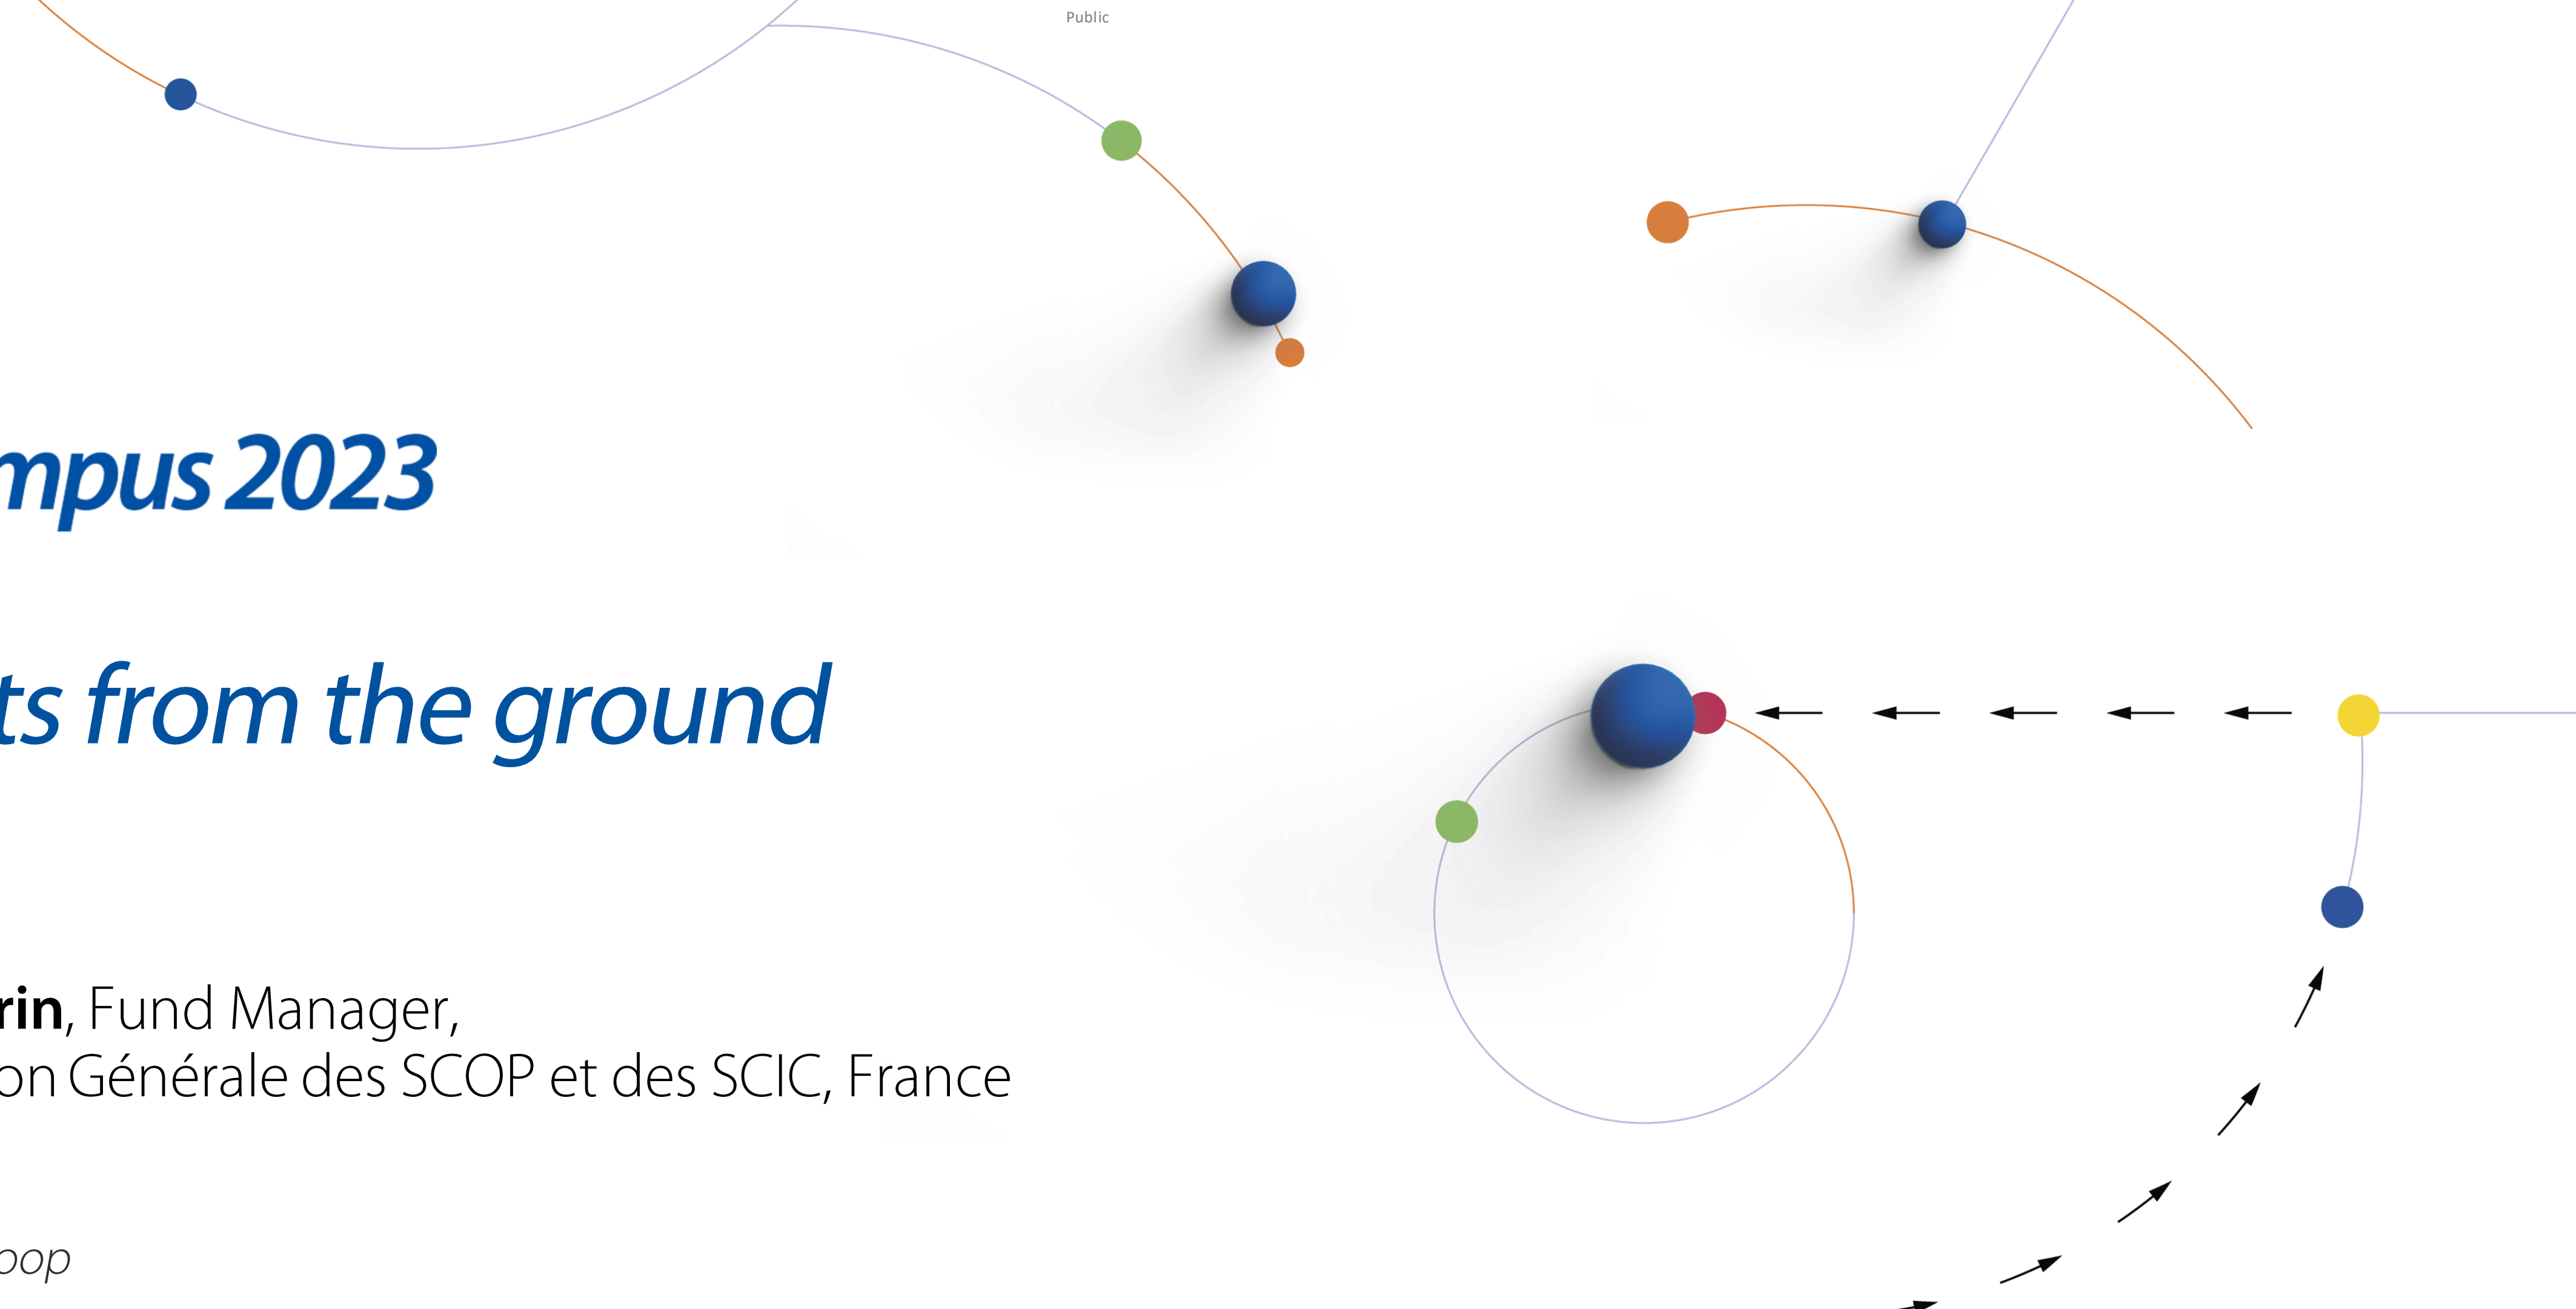 Public
mpus 2023
ts from the ground
rin, Fund Manager,
on Générale des SCOP et des SCIC, France
oop